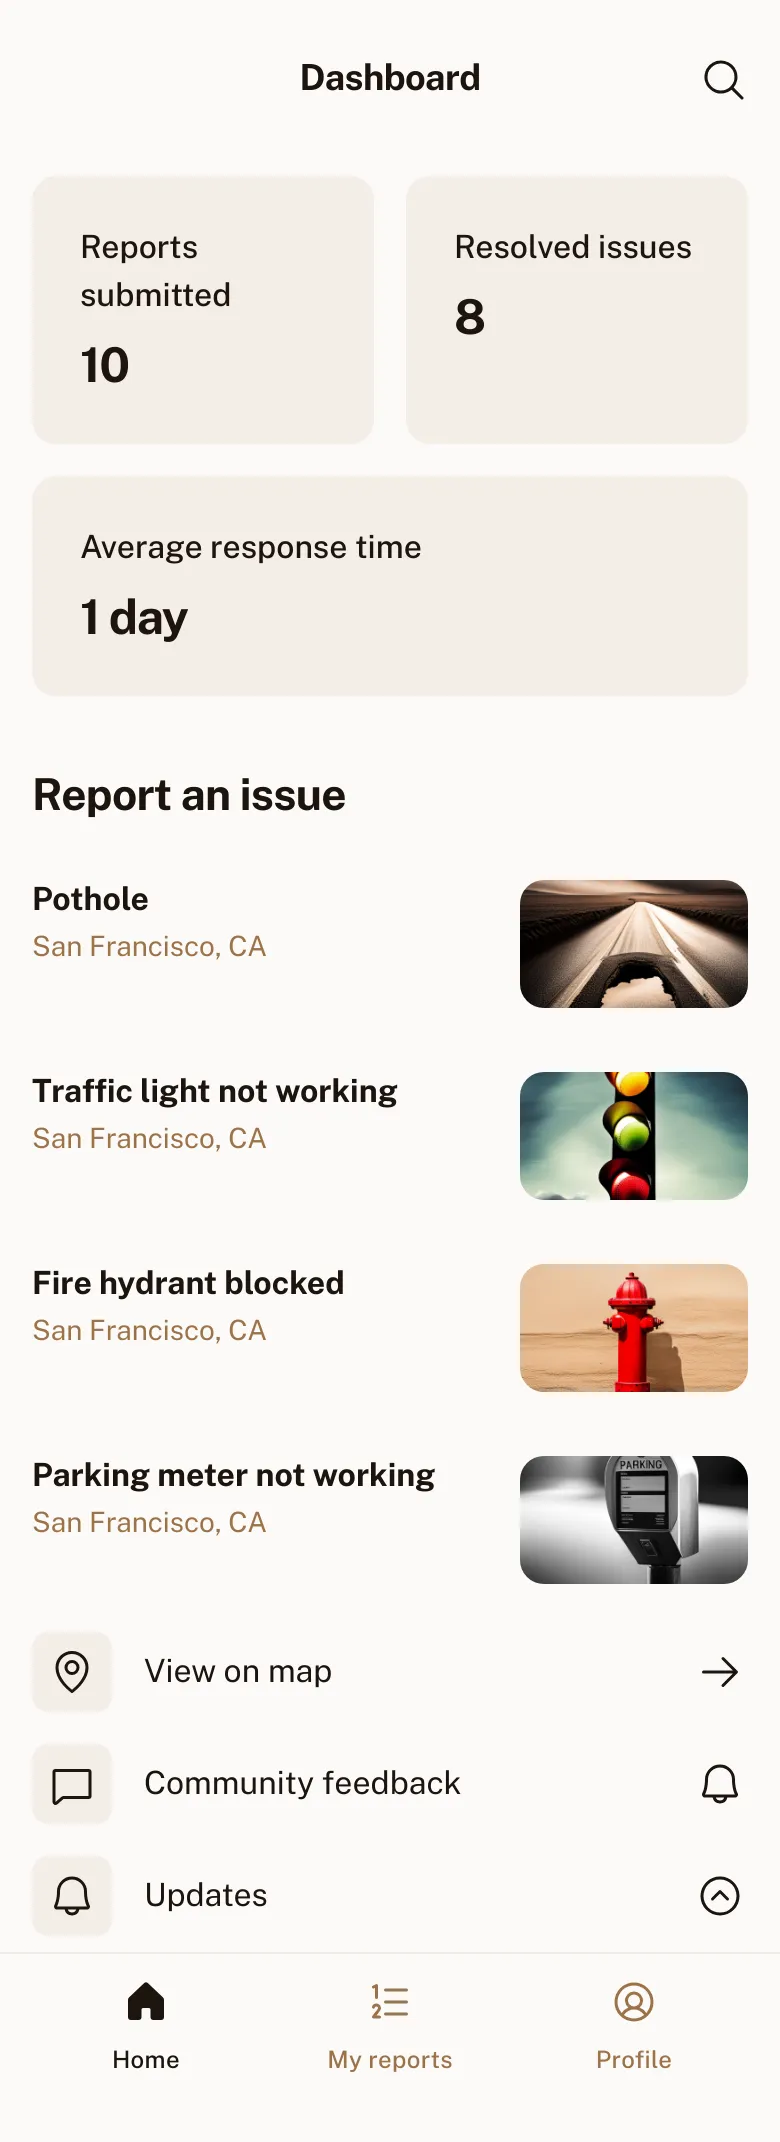 Dashboard
Reports
submitted
10
Resolved issues
8
Average response time
1 day
Report an issue
Pothole
San Francisco, CA
Traffic light not working
San Francisco, CA
Fire hydrant blocked
San Francisco, CA
Parking meter not working
San Francisco, CA
PARKING
View on map
Community feedback
Updates
Home
My reports
Profile